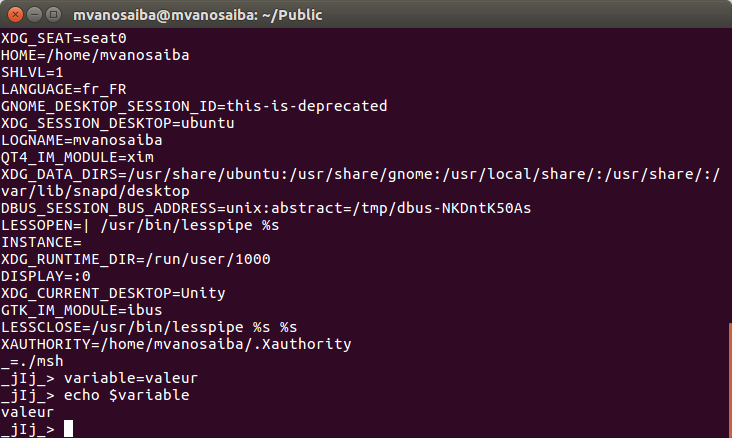 mvanosaiba@mvanosaiba: ~/Public
XDG_SEAT=seat0
HOME=/home/mvanosaiba
SHLVL=1
LANGUAGE=fr_FR
GNOME_DESKTOP_SESSION_ID=this-is-deprecated
XDG_SESSION_DESKTOP=ubuntu
LOGNAME=mvanosaiba
QT4_IM_MODULE=xim
XDG_DATA_DIRS=/usr/share/ubuntu:/usr/share/gnome:/usr/local/share/:/usr/share/:/
var/lib/snapd/desktop
DBUS_SESSION_BUS_ADDRESS=unix:abstract=/tmp/dbus-NKDntK50As
LESSOPEN=| /usr/bin/lesspipe %s
INSTANCE=
XDG_RUNTIME_DIR=/run/user/1000
DISPLAY=:0
XDG_CURRENT_DESKTOP=Unity
GTK_IM_MODULE=ibus
LESSCLOSE=/usr/bin/lesspipe %s %s
XAUTHORITY=/home/mvanosaiba/.Xauthority
_=./msh
_jIj_> variable=valeur
_jIj_> echo $variable
valeur
_jIj_>